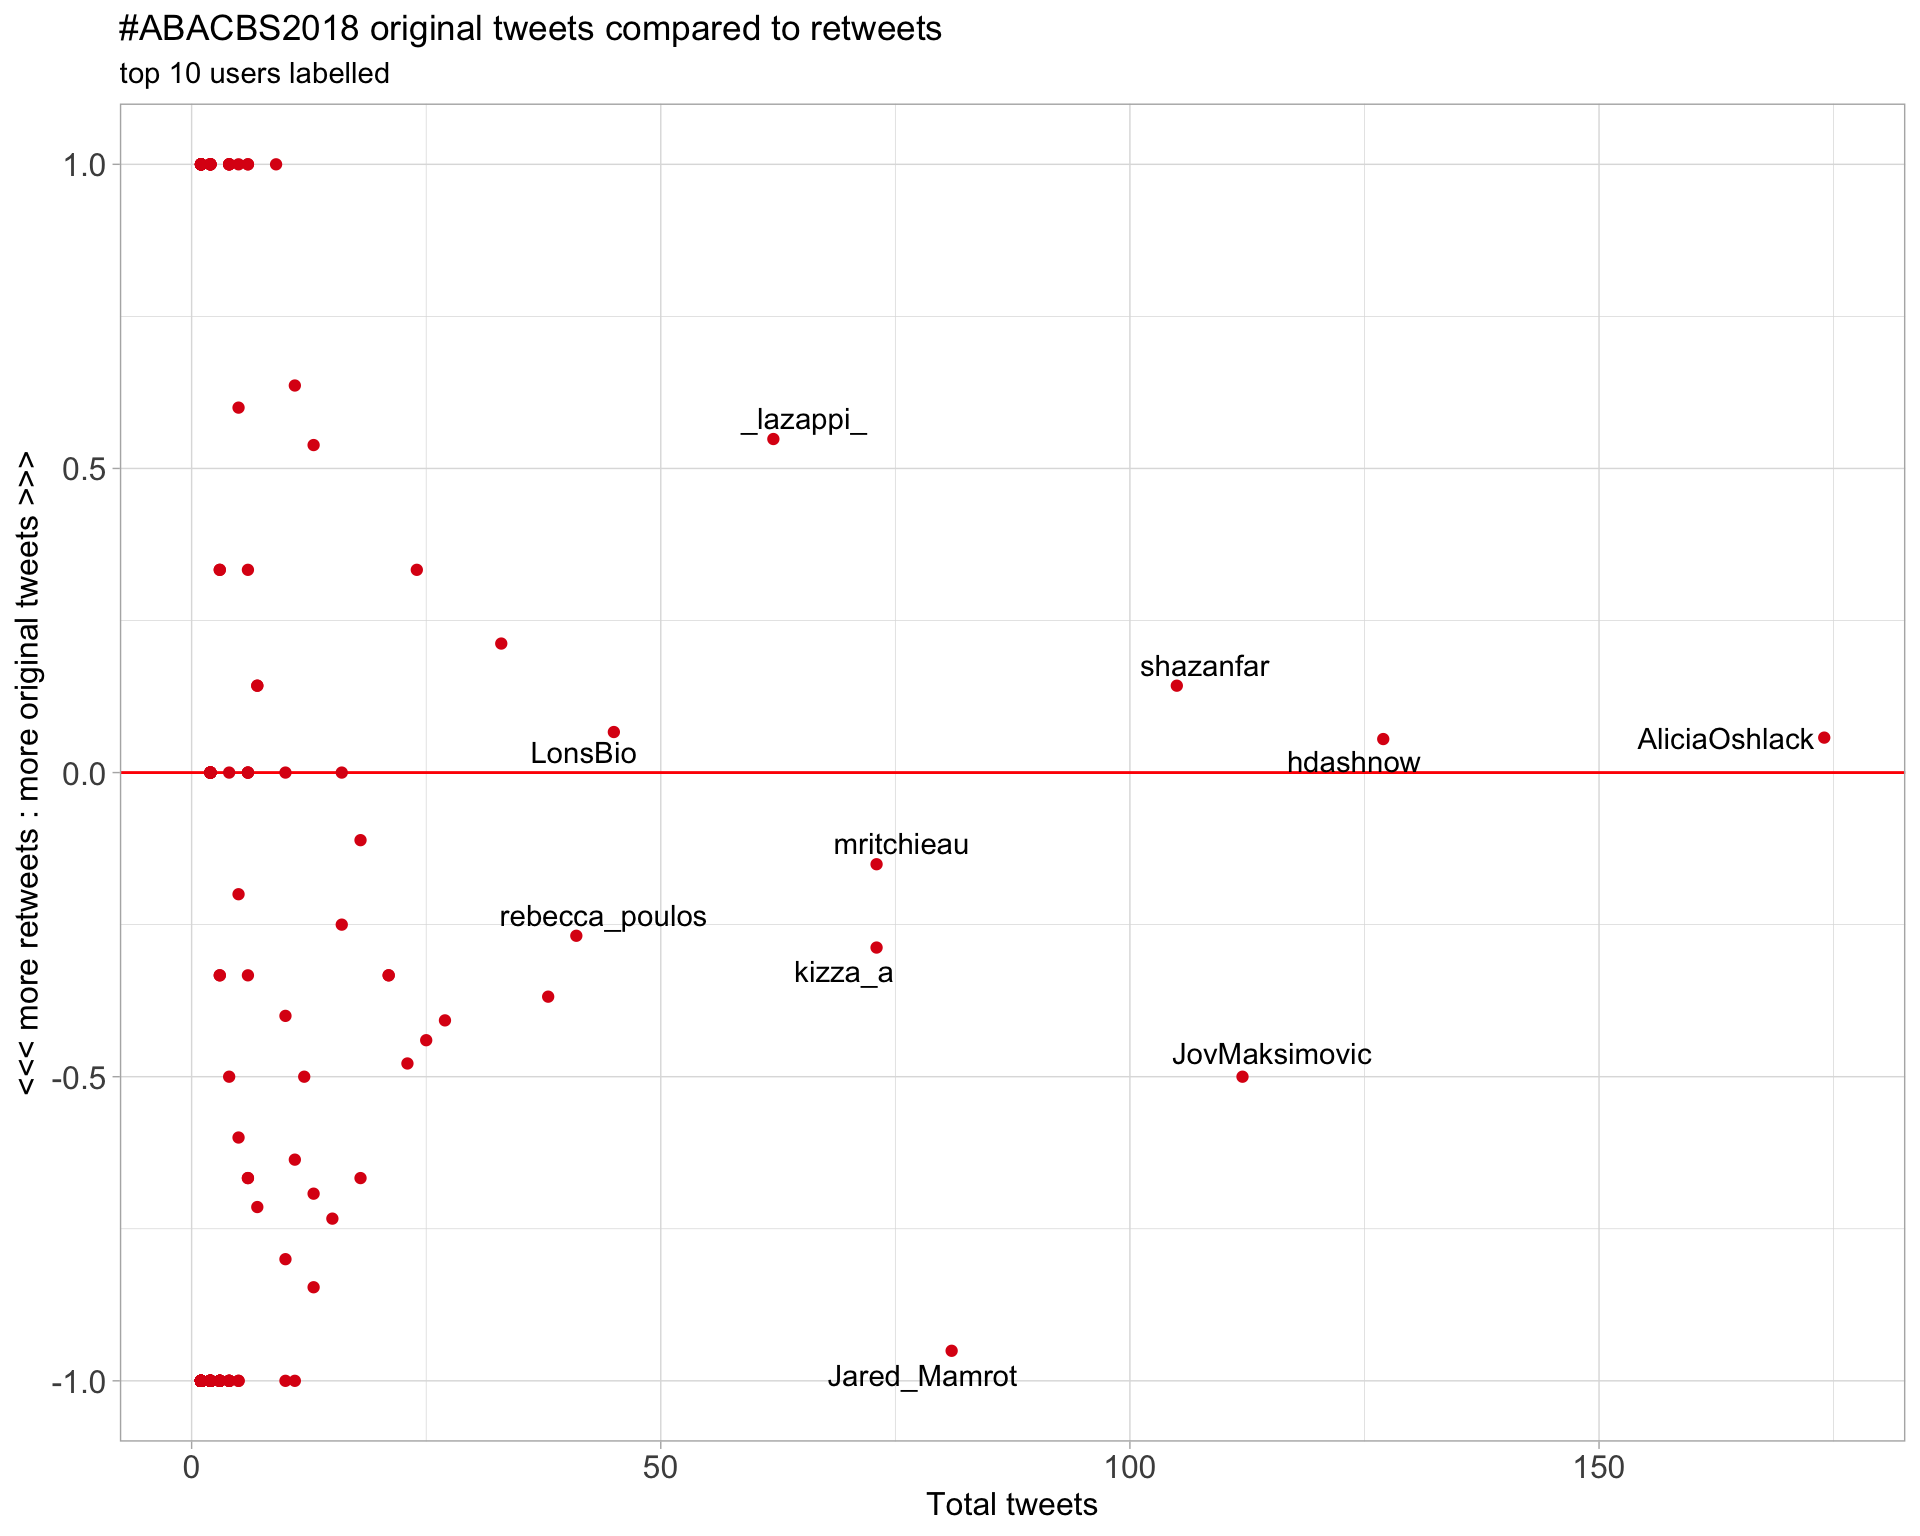 #ABACBS2018 original tweets compared to retweets
top 10 users labelled
<<< more retweets : more original tweets >>>
1.0
0.5
0.0
-0.5
-1.0
_lazappi_
shazanfar
AliciaOshlack
LonsBio
hdashnow
mritchieau
rebecca_poulos
kizza_a
JovMaksimovic
Jared_Mamrot
0 50 100 150
Total tweets